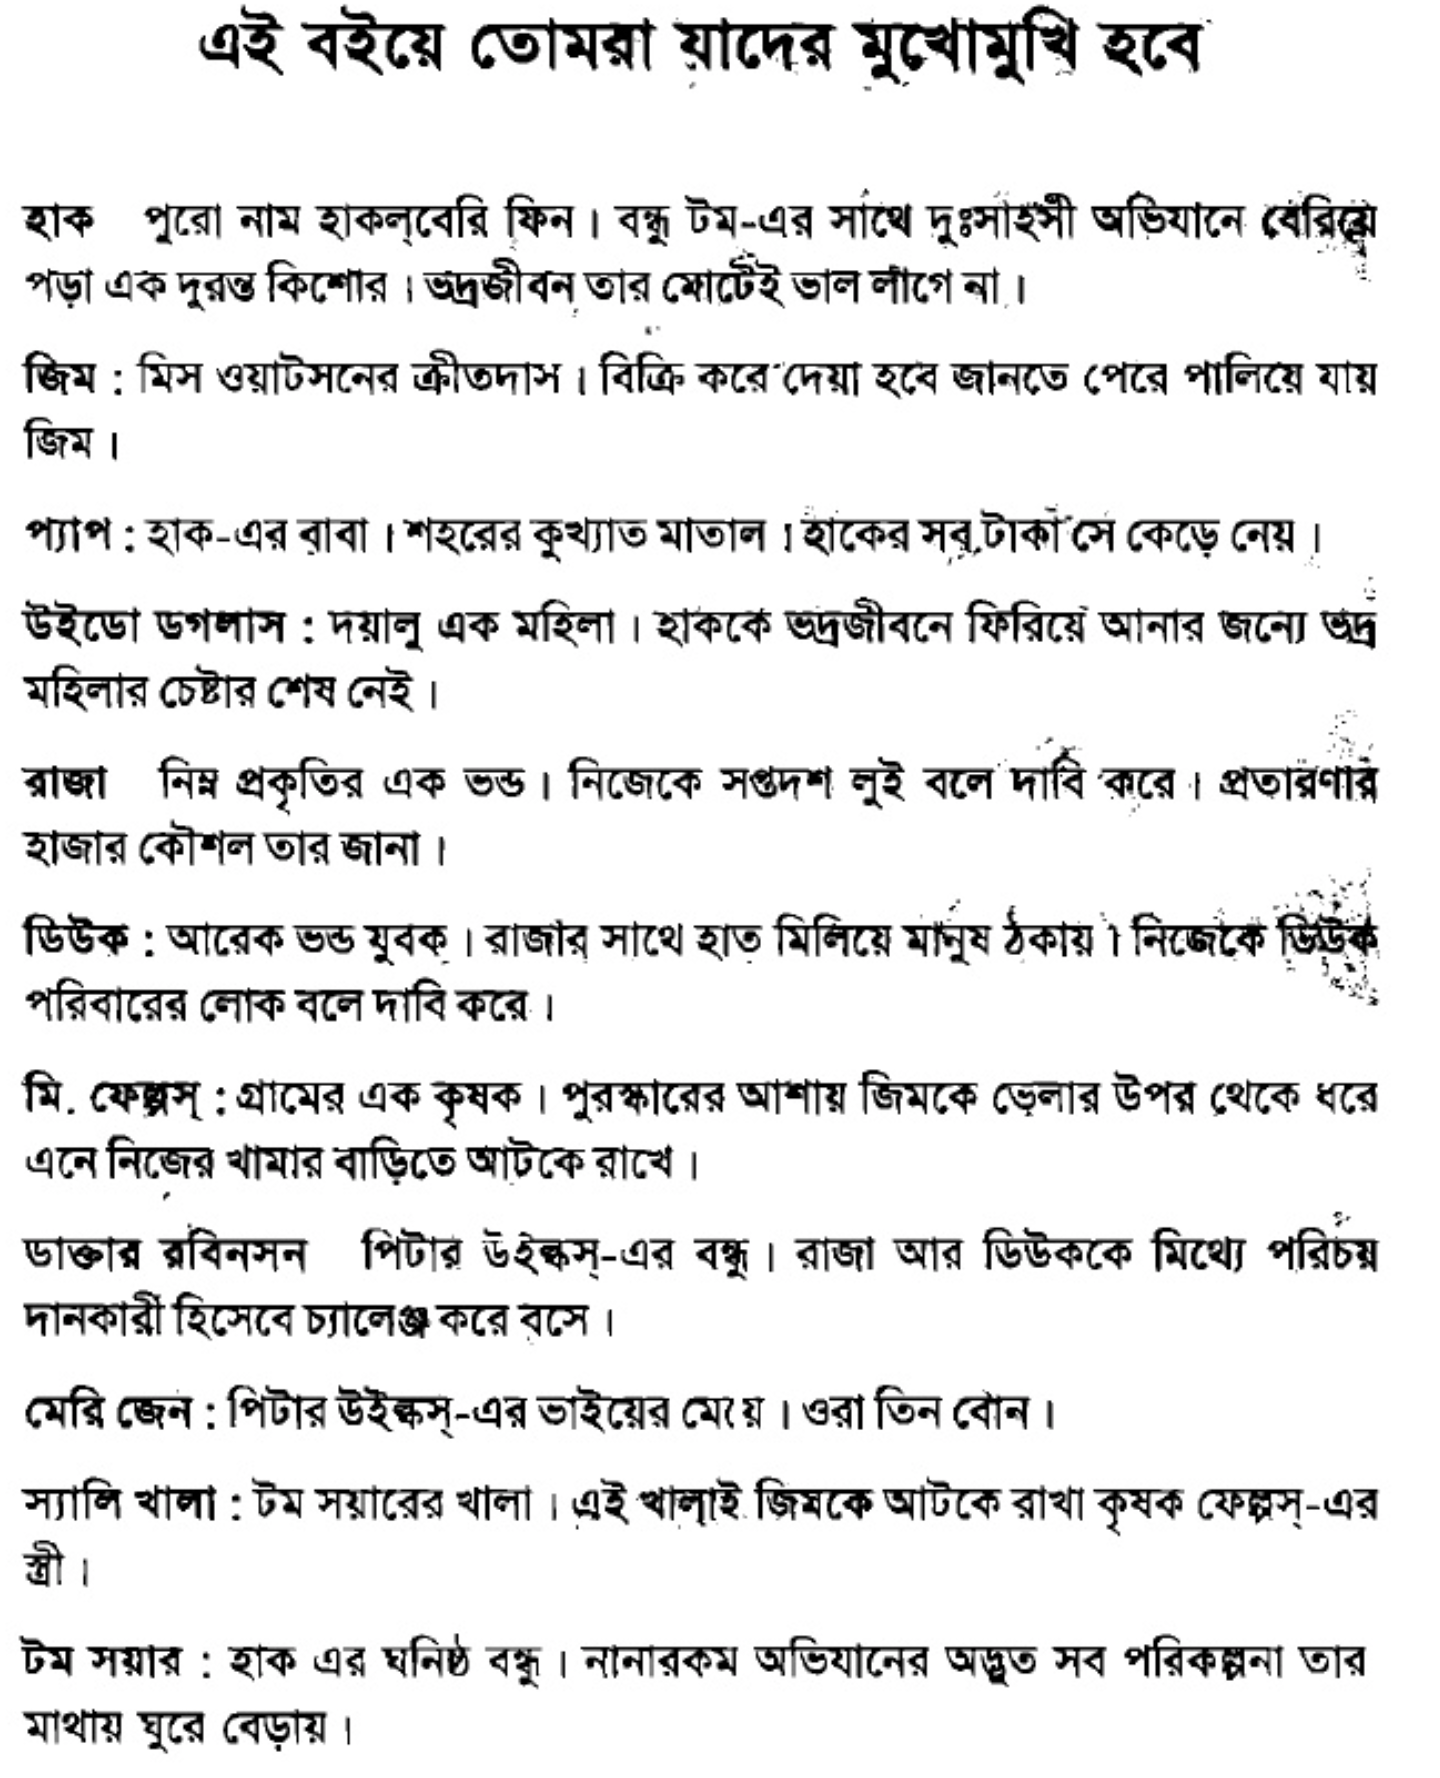 এই বইয়ে তোমরা যাদের মুখোমুখি হবে
হাক পুরো নাম হাকল্‌বেরি ফিন। বন্ধু টম-এর সাথে দুঃসাহসী অভিযানে বেরিয়ে
পড়া এক দুরন্ত কিশোর। ভদ্রজীবন তার মোটেই ভাল লাগে না।
জিম : মিস ওয়াটসনের ক্রীতদাস। বিক্রি করে দেয়া হবে জানতে পেরে পালিয়ে যায়
জিম।
প্যাপ : হাক-এর বাবা। শহরের কুখ্যাত মাতাল। হাকের সব টাকা সে কেড়ে নেয়।
উইডো ডগলাস : দয়ালু এক মহিলা। হাককে ভদ্রজীবনে ফিরিয়ে আনার জন্যে ভদ্র
মহিলার চেষ্টার শেষ নেই।
রাজা নিম্ন প্রকৃতির এক ভন্ড। নিজেকে সপ্তদশ লুই বলে দাবি করে। প্রতারণার
হাজার কৌশল তার জানা।
ডিউক : আরেক ভন্ড যুবক। রাজার সাথে হাত মিলিয়ে মানুষ ঠকায়। নিজেকে ডিউক
পরিবারের লোক বলে দাবি করে।
মি. ফেল্পস্ : গ্রামের এক কৃষক। পুরস্কারের আশায় জিমকে ভেলার উপর থেকে ধরে
এনে নিজের খামার বাড়িতে আটকে রাখে।
ডাক্তার রবিনসন পিটার উইল্কস্-এর বন্ধু। রাজা আর ডিউককে মিথ্যে পরিচয়
দানকারী হিসেবে চ্যালেঞ্জ করে বসে।
মেরি জেন : পিটার উইল্কস্-এর ভাইয়ের মেয়ে। ওরা তিন বোন।
স্যালি খালা : টম সয়ারের খালা। এই খালাই জিমকে আটকে রাখা কৃষক ফেল্পস্-এর
স্ত্রী।
টম সয়ার : হাক এর ঘনিষ্ঠ বন্ধু। নানারকম অভিযানের অদ্ভুত সব পরিকল্পনা তার
মাথায় ঘুরে বেড়ায়।